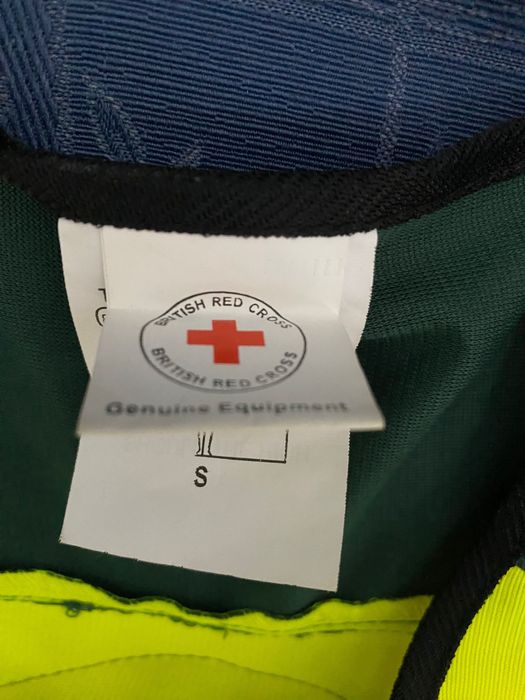 BRITISH RED CROSS
BRITISH RED CROSS
Genuine Equipment
S